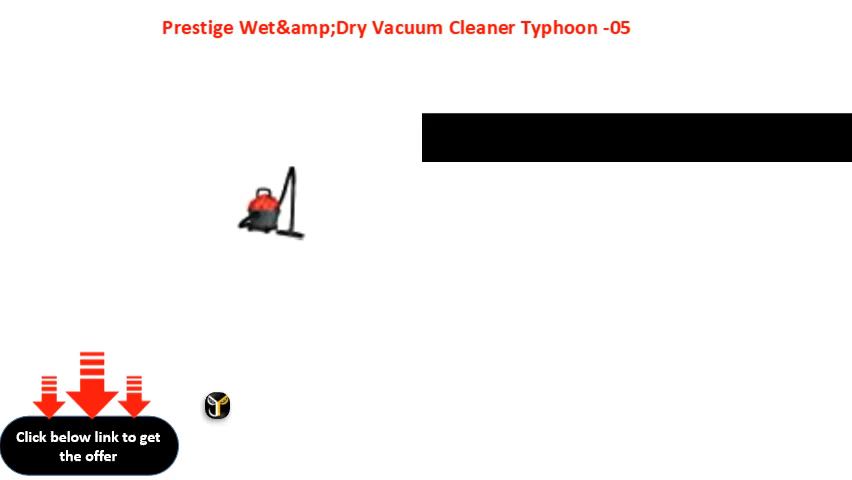 Prestige Wet&amp;Dry Vacuum Cleaner Typhoon -05
Click below link to get
the offer